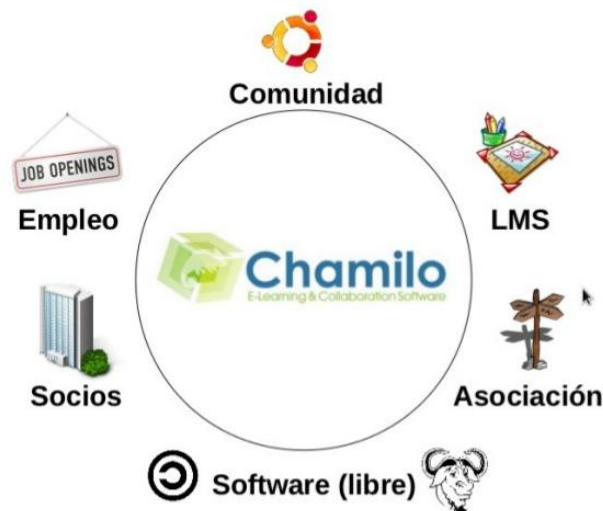 Comunidad
JOB OPENINGS
Empleo
LMS
Chamilo
E-Learning & Collaboration Software
Socios
Asociación
Software (libre)